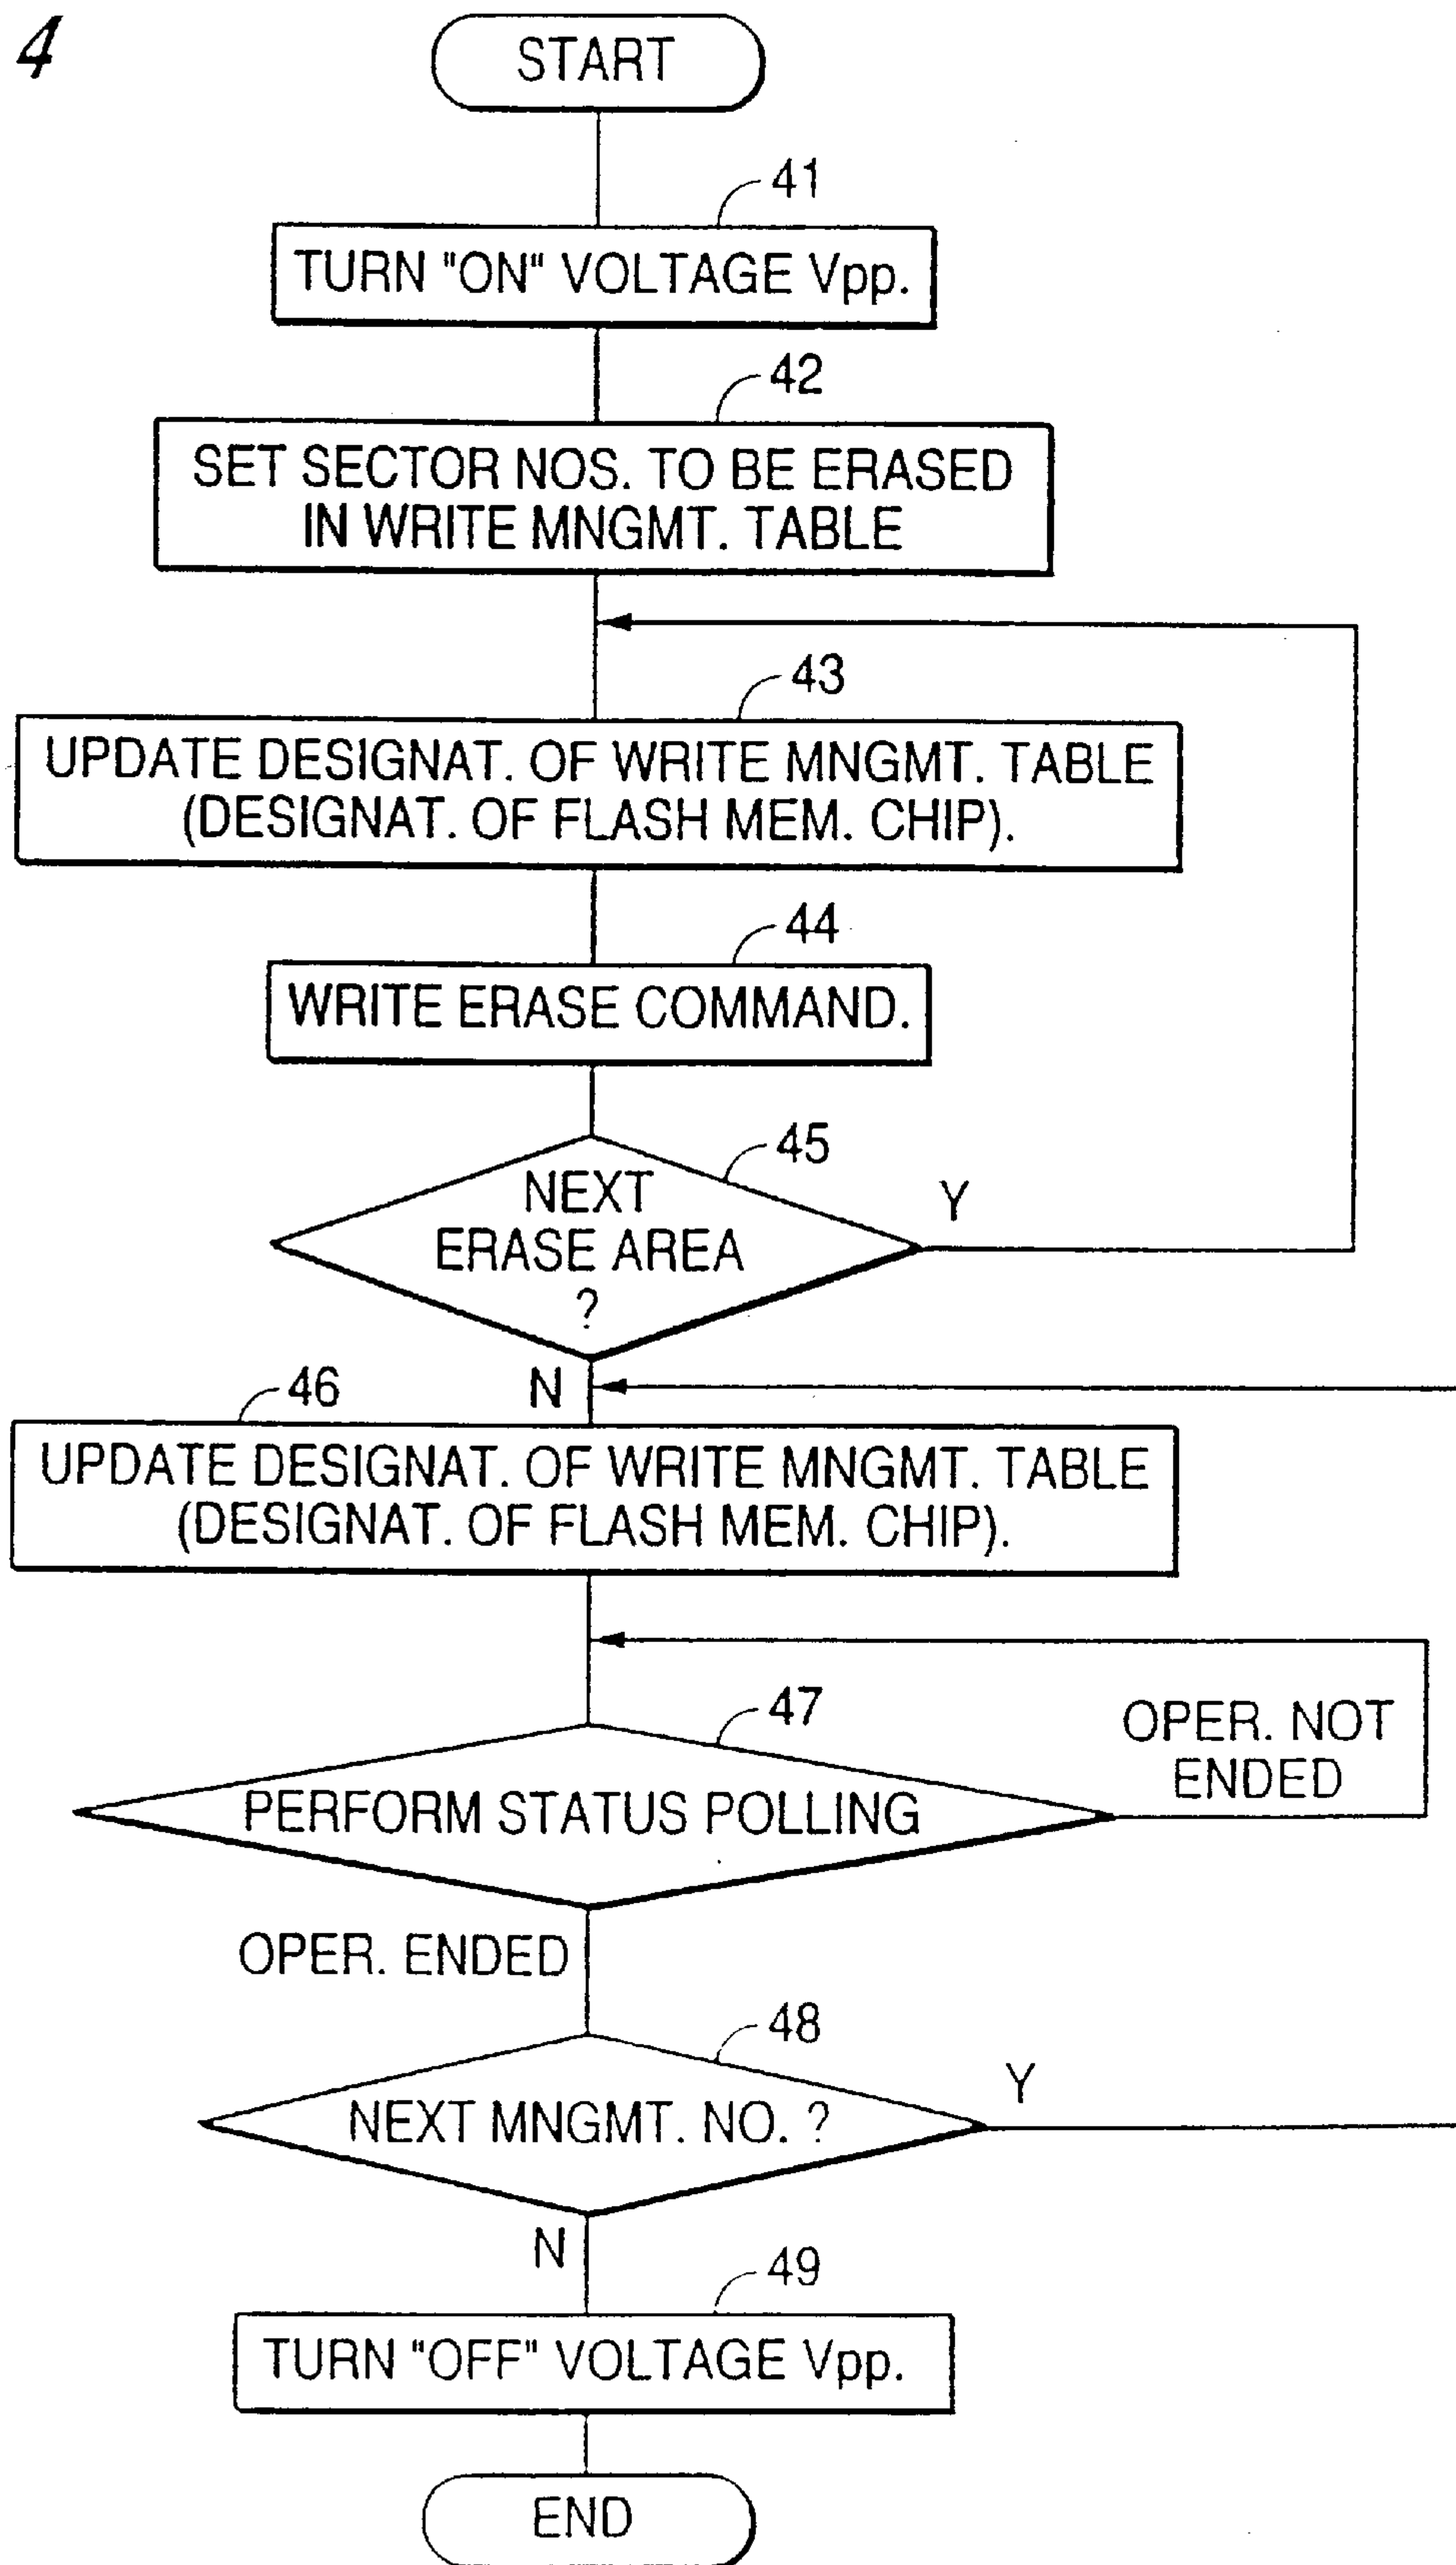 4
START
41
TURN "ON" VOLTAGE Vpp.
42
SET SECTOR NOS. TO BE ERASED
IN WRITE MNGMT. TABLE
43
UPDATE DESIGNAT. OF WRITE MNGMT. TABLE
(DESIGNAT. OF FLASH MEM. CHIP).
44
WRITE ERASE COMMAND.
45
NEXT
ERASE AREA
?
Y
N
46
UPDATE DESIGNAT. OF WRITE MNGMT. TABLE
(DESIGNAT. OF FLASH MEM. CHIP).
47
PERFORM STATUS POLLING
OPER. NOT
ENDED
OPER. ENDED
48
NEXT MNGMT. NO. ?
Y
N
49
TURN "OFF" VOLTAGE Vpp.
END